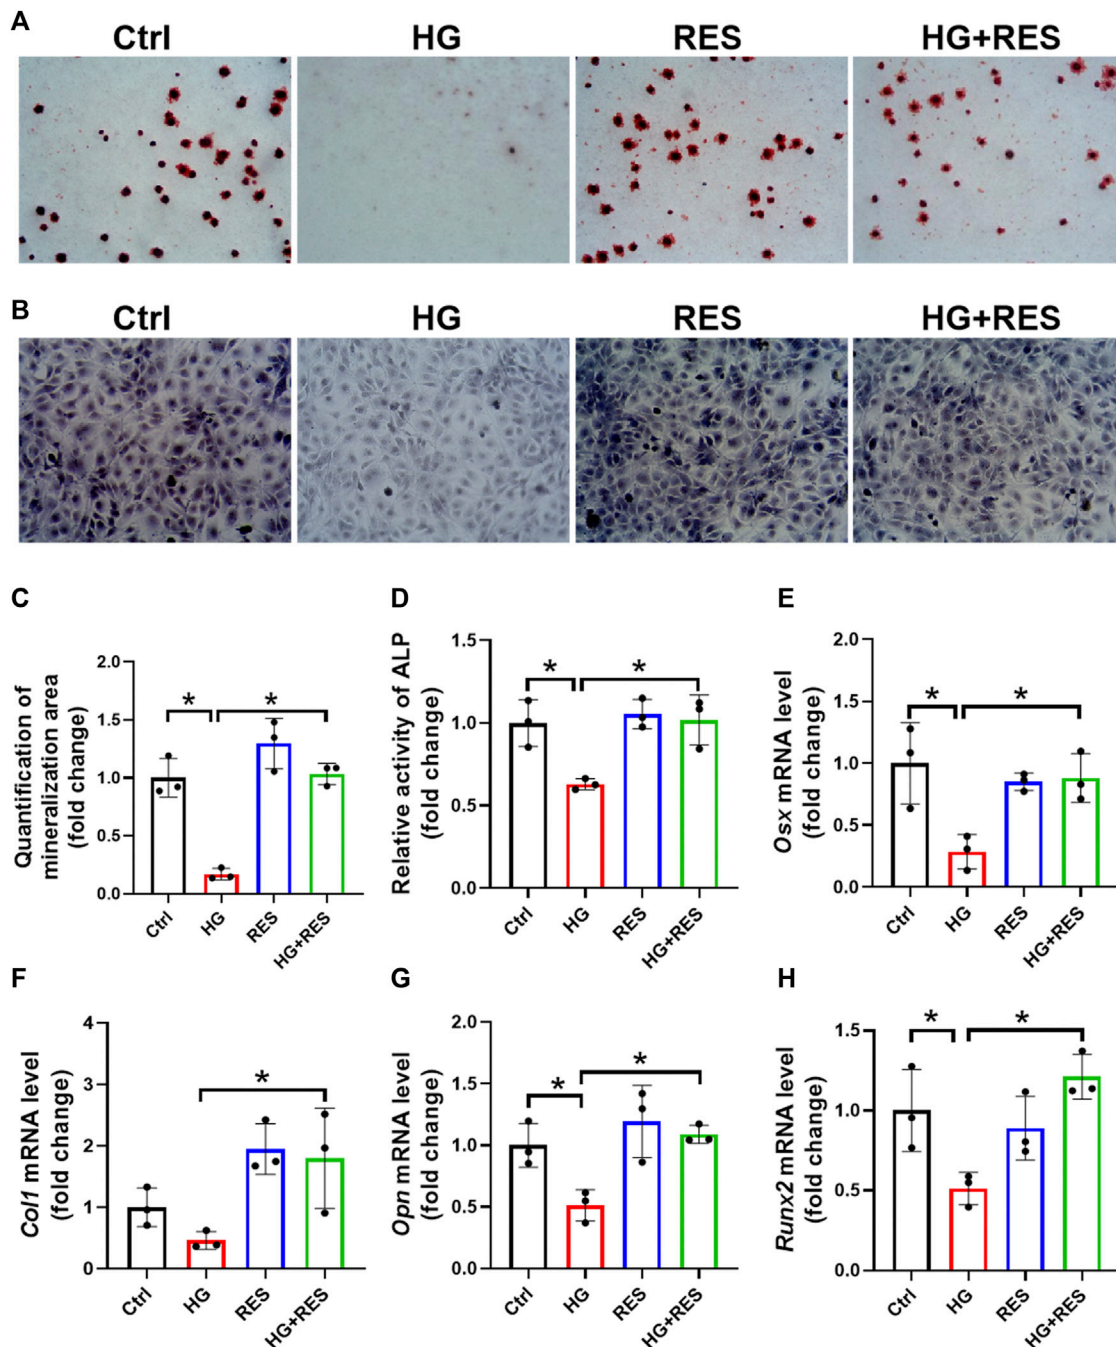 A
Ctrl HG RES HG+RES
B
Ctrl HG RES HG+RES
C
Quantification of
mineralization area
(fold change)
2.0
1.5
1.0
0.5
0.0
* *
Ctrl HG RES HG+RES
D
Relative activity of ALP
(fold change)
1.5
1.0
0.5
0.0
* *
Ctrl HG RES HG+RES
E
Osx mRNA level
(fold change)
2.0
1.5
1.0
0.5
0.0
* *
Ctrl HG RES HG+RES
F
Col1 mRNA level
(fold change)
4
3
2
1
0
*
Ctrl HG RES HG+RES
G
Opn mRNA level
(fold change)
2.0
1.5
1.0
0.5
0.0
* *
Ctrl HG RES HG+RES
H
Runx2 mRNA level
(fold change)
1.5
1.0
0.5
0.0
* *
Ctrl HG RES HG+RES